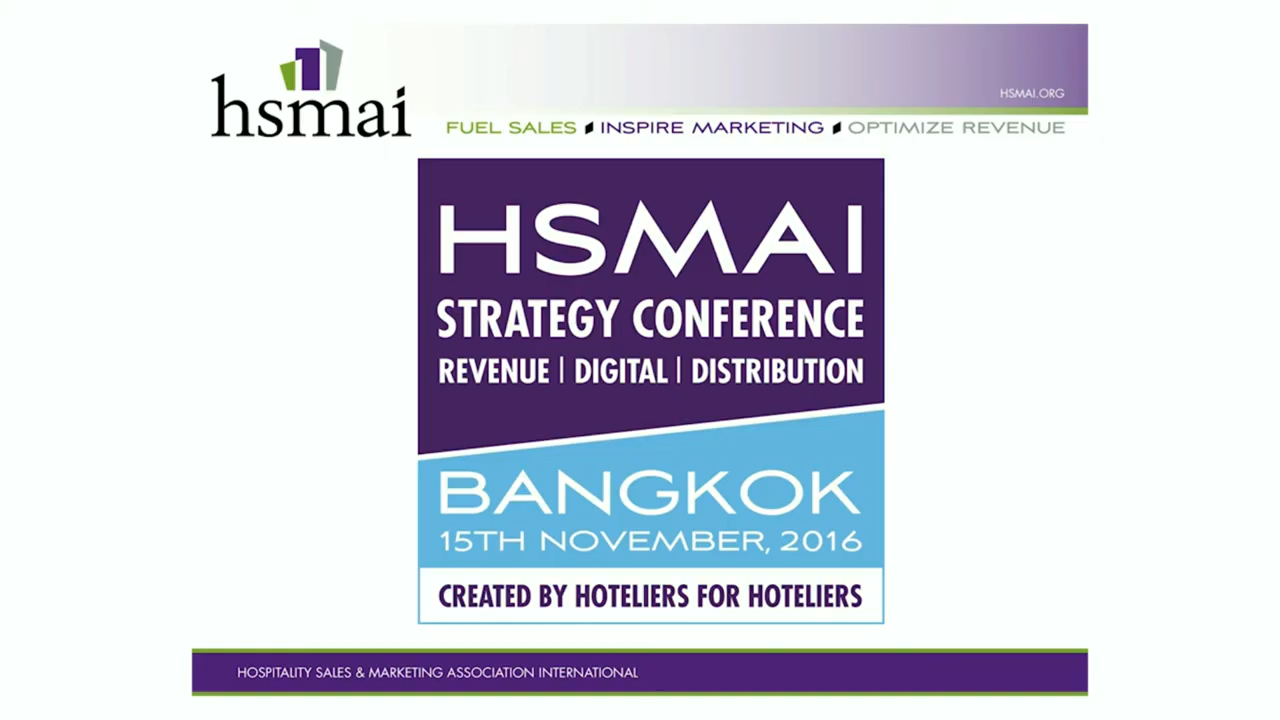 hsmai
HSMAI.ORG
FUEL SALES INSPIRE MARKETING OPTIMIZE REVENUE
HSMAI
STRATEGY CONFERENCE
REVENUE | DIGITAL | DISTRIBUTION
BANGKOK
15TH NOVEMBER, 2016
CREATED BY HOTELIERS FOR HOTELIERS
HOSPITALITY SALES & MARKETING ASSOCIATION INTERNATIONAL